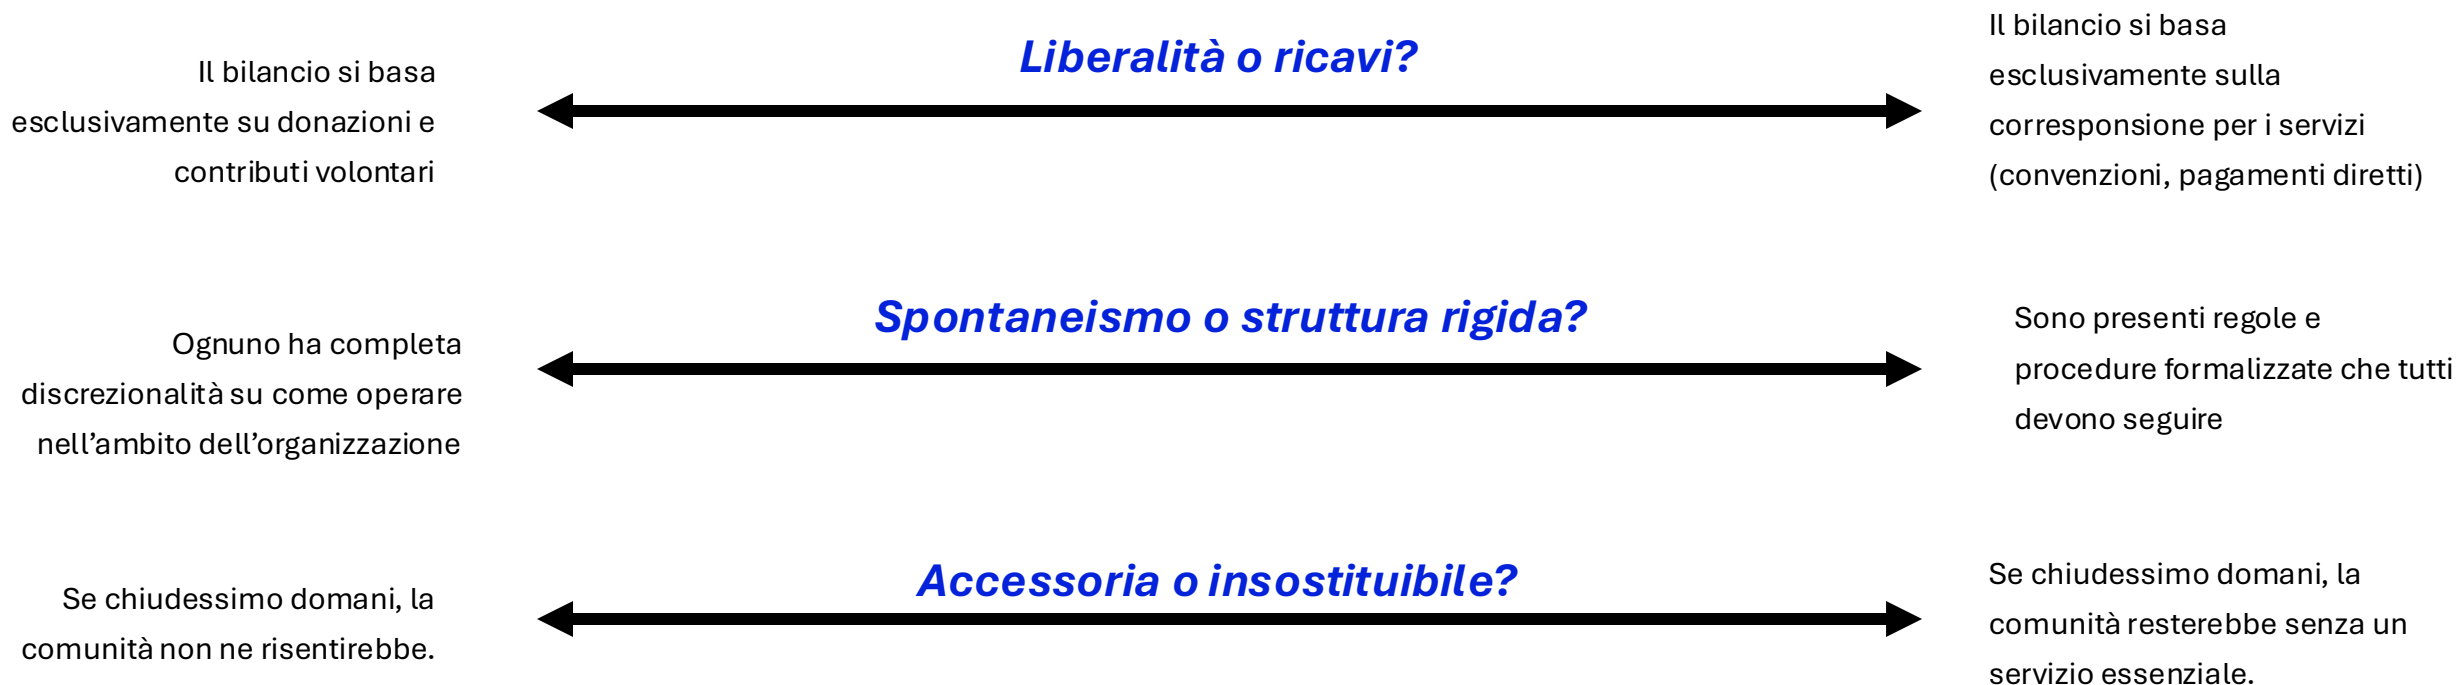 Liberalità o ricavi?
Il bilancio si basa
esclusivamente su donazioni e
contributi volontari
Il bilancio si basa
esclusivamente sulla
corresponsione per i servizi
(convenzioni, pagamenti diretti)
Spontaneismo o struttura rigida?
Ognuno ha completa
discrezionalità su come operare
nell’ambito dell’organizzazione
Sono presenti regole e
procedure formalizzate che tutti
devono seguire
Accessoria o insostituibile?
Se chiudessimo domani, la
comunità non ne risentirebbe.
Se chiudessimo domani, la
comunità resterebbe senza un
servizio essenziale.